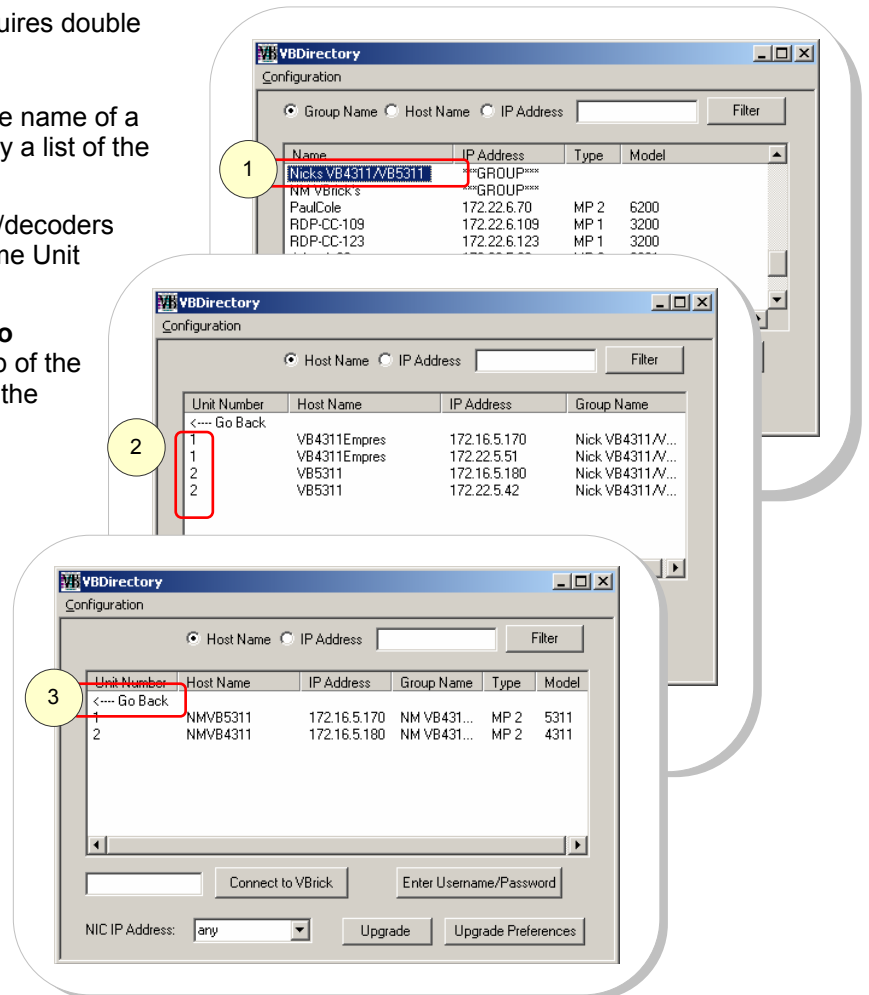 uires double
e name of a
y a list of the
/decoders
me Unit
o
o of the
the
1
VBDirectory
Configuration
Group Name Host Name IP Address Filter
Name IP Address Type Model
Nicks VB4311/VB5311 ***GROUP***
NM VBrick's ***GROUP***
PaulCole 172.22.6.70 MP 2 6200
RDP-CC-109 172.22.6.109 MP 1 3200
RDP-CC-123 172.22.6.123 MP 1 3200
2
VBDirectory
Configuration
Host Name IP Address Filter
Unit Number Host Name IP Address Group Name
<---- Go Back
1 VB4311Empres 172.16.5.170 Nick VB4311/V...
1 VB4311Empres 172.22.5.51 Nick VB4311/V...
2 VB5311 172.16.5.180 Nick VB4311/V...
2 VB5311 172.22.5.42 Nick VB4311/V...
3
VBDirectory
Configuration
Host Name IP Address Filter
Unit Number Host Name IP Address Group Name Type Model
<---- Go Back
1 NMVB5311 172.16.5.170 NM VB431... MP 2 5311
2 NMVB4311 172.16.5.180 NM VB431... MP 2 4311
Connect to VBrick Enter Username/Password
NIC IP Address: any Upgrade Upgrade Preferences